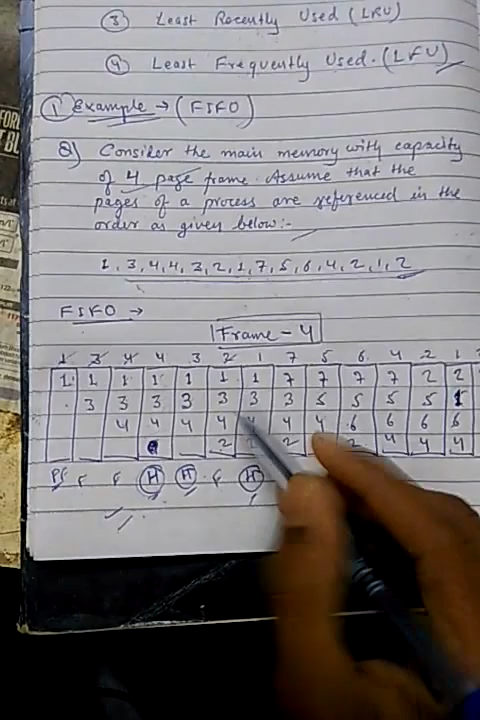 ③ Least Recently Used (LRU)
④ Least Frequently Used. (LFU)
① Example → (FIFO)
Q) Consider the main memory with capacity
of 4 page frame. Assume that the
pages of a process are referenced in the
order as given below:-
1, 3, 4, 4, 3, 2, 1, 7, 5, 6, 4, 2, 1, 2
FIFO →
Frame - 4
1 3 4 4 3 2 1 7 5 6 4 2 1
1 1 1 1 1 1 1 7 7 7 7 2 2
3 3 3 3 3 3 3 5 5 5 5 1
4 4 4 4 4 4 4 6 6 6 6
2 2 2 4 4 4
PF F F H H F H